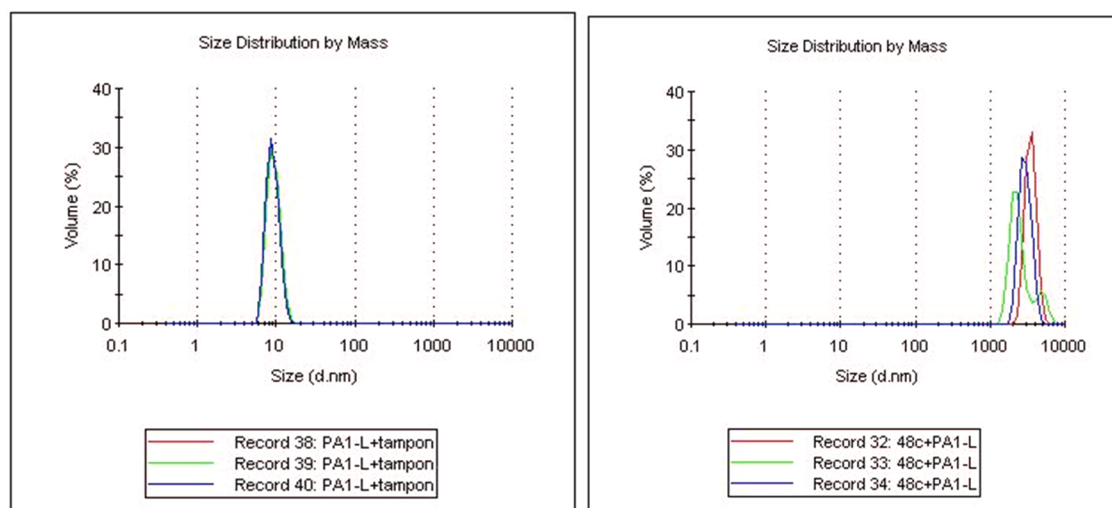 Size Distribution by Mass
40
30
20
10
0
Volume (%)
0.1 1 10 100 1000 10000
Size (d.nm)
Record 38: PA1-L+tampon
Record 39: PA1-L+tampon
Record 40: PA1-L+tampon
Size Distribution by Mass
40
30
20
10
0
Volume (%)
0.1 1 10 100 1000 10000
Size (d.nm)
Record 32: 48c+PA1-L
Record 33: 48c+PA1-L
Record 34: 48c+PA1-L